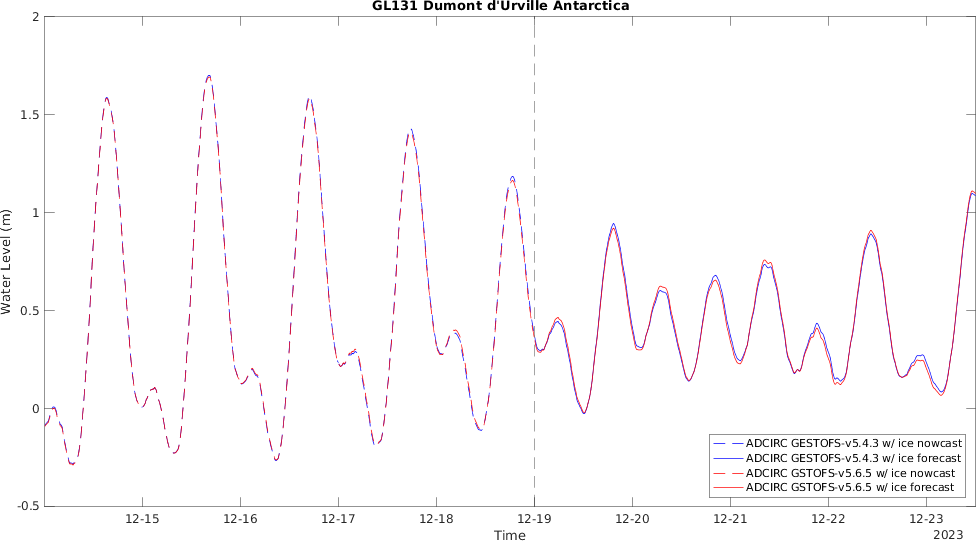 GL131 Dumont d'Urville Antarctica
2
1.5
1
0.5
0
-0.5
Water Level (m)
12-15 12-16 12-17 12-18 12-19 12-20 12-21 12-22 12-23
Time
2023
ADCIRC GESTOFS-v5.4.3 w/ ice nowcast
ADCIRC GESTOFS-v5.4.3 w/ ice forecast
ADCIRC GSTOFS-v5.6.5 w/ ice nowcast
ADCIRC GSTOFS-v5.6.5 w/ ice forecast